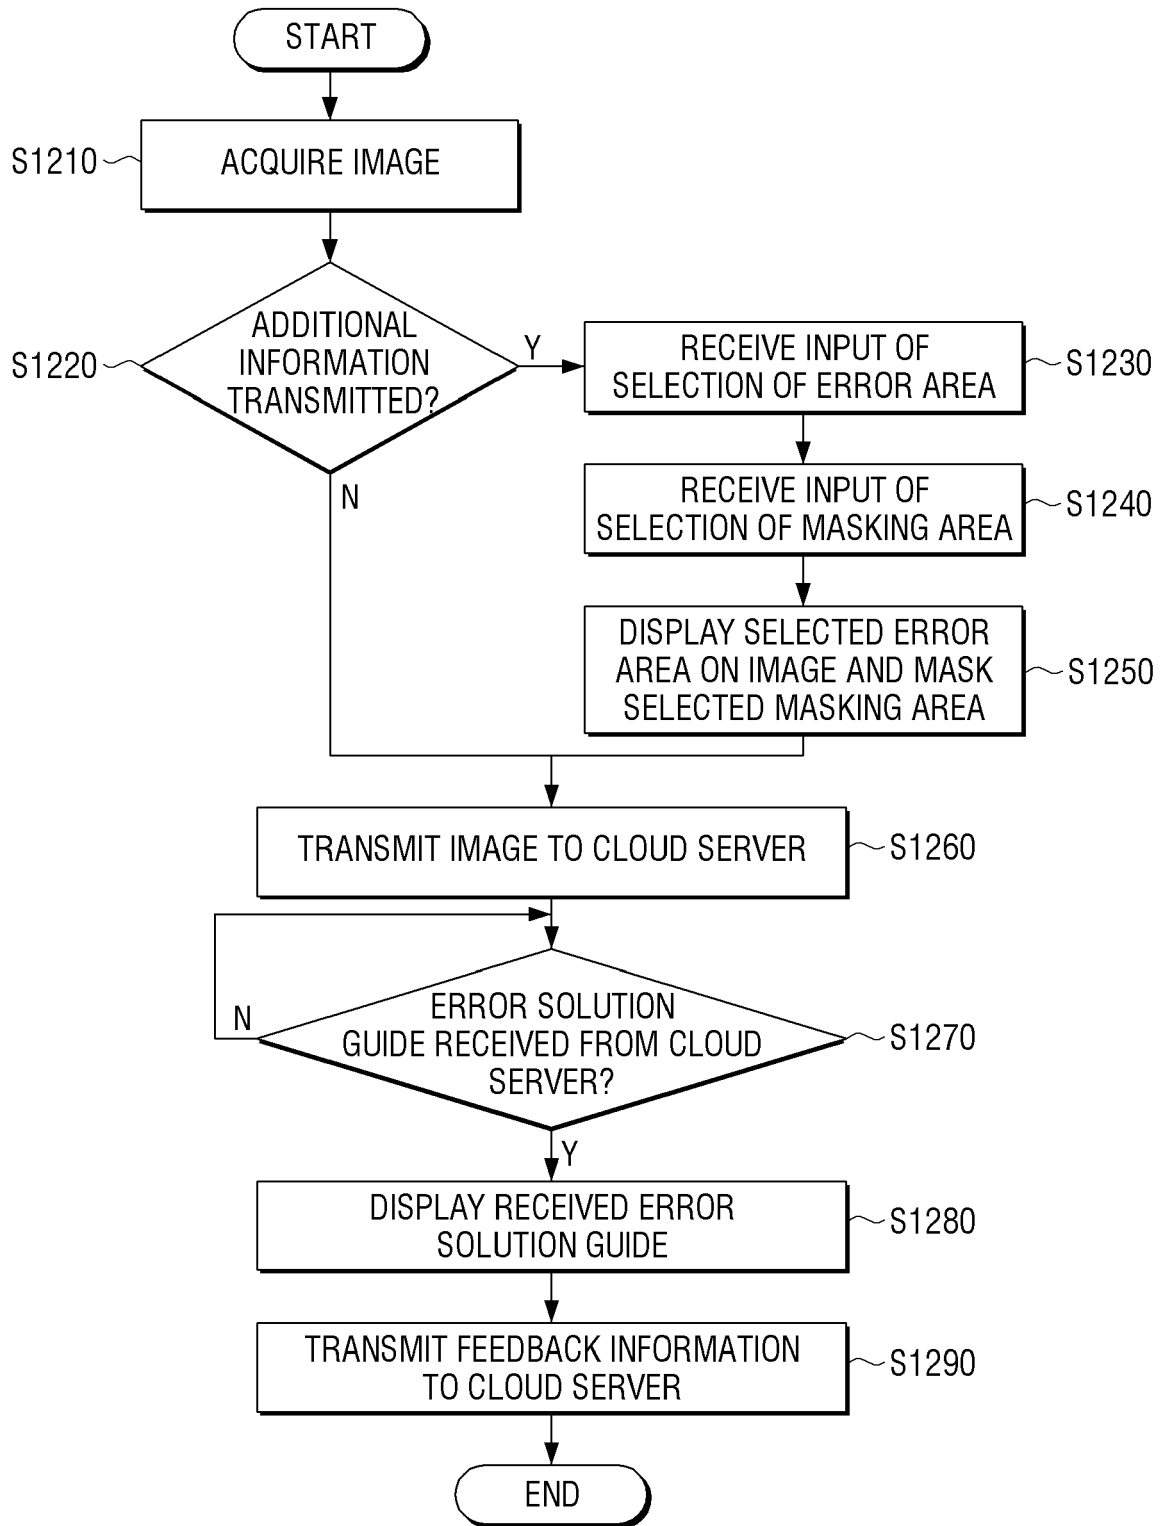 START
S1210
ACQUIRE IMAGE
S1220
ADDITIONAL
INFORMATION
TRANSMITTED?
Y
N
RECEIVE INPUT OF
SELECTION OF ERROR AREA
S1230
RECEIVE INPUT OF
SELECTION OF MASKING AREA
S1240
DISPLAY SELECTED ERROR
AREA ON IMAGE AND MASK
SELECTED MASKING AREA
S1250
TRANSMIT IMAGE TO CLOUD SERVER
S1260
N
ERROR SOLUTION
GUIDE RECEIVED FROM CLOUD
SERVER?
S1270
Y
DISPLAY RECEIVED ERROR
SOLUTION GUIDE
S1280
TRANSMIT FEEDBACK INFORMATION
TO CLOUD SERVER
S1290
END